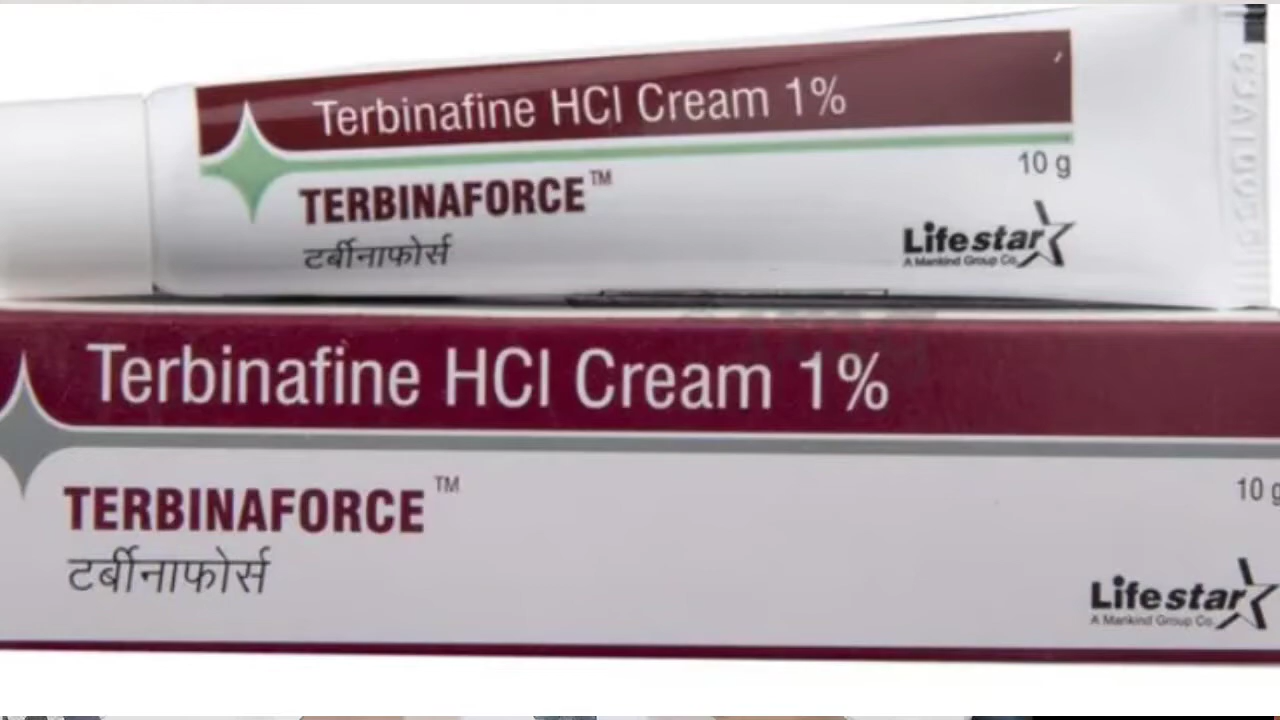 Terbinafine HCl Cream 1%
10 g
TERBINAFORCE™
टर्बीनाफोर्स
Lifestar
A Mankind Group Co.
Terbinafine HCl Cream 1%
10 g
TERBINAFORCE™
टर्बीनाफोर्स
Lifestar
A Mankind Group Co.